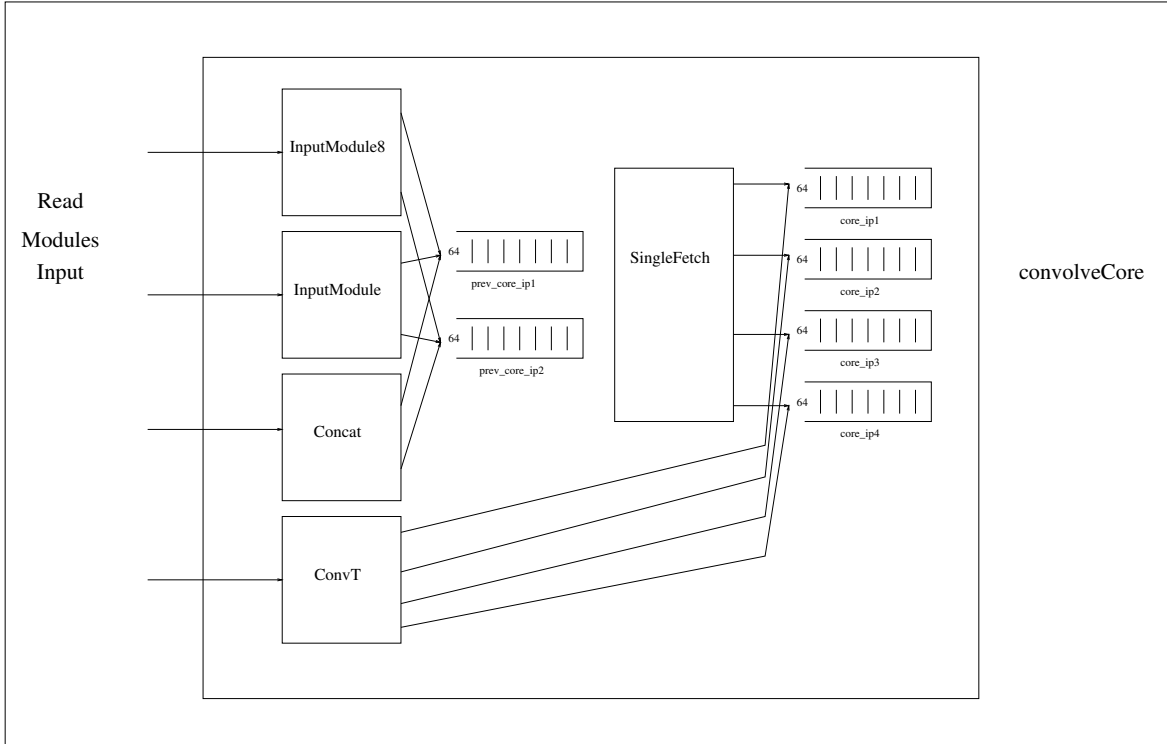 Read
Modules
Input
InputModule8
InputModule
Concat
ConvT
64
prev_core_ip1
64
prev_core_ip2
SingleFetch
64
core_ip1
64
core_ip2
64
core_ip3
64
core_ip4
convolveCore